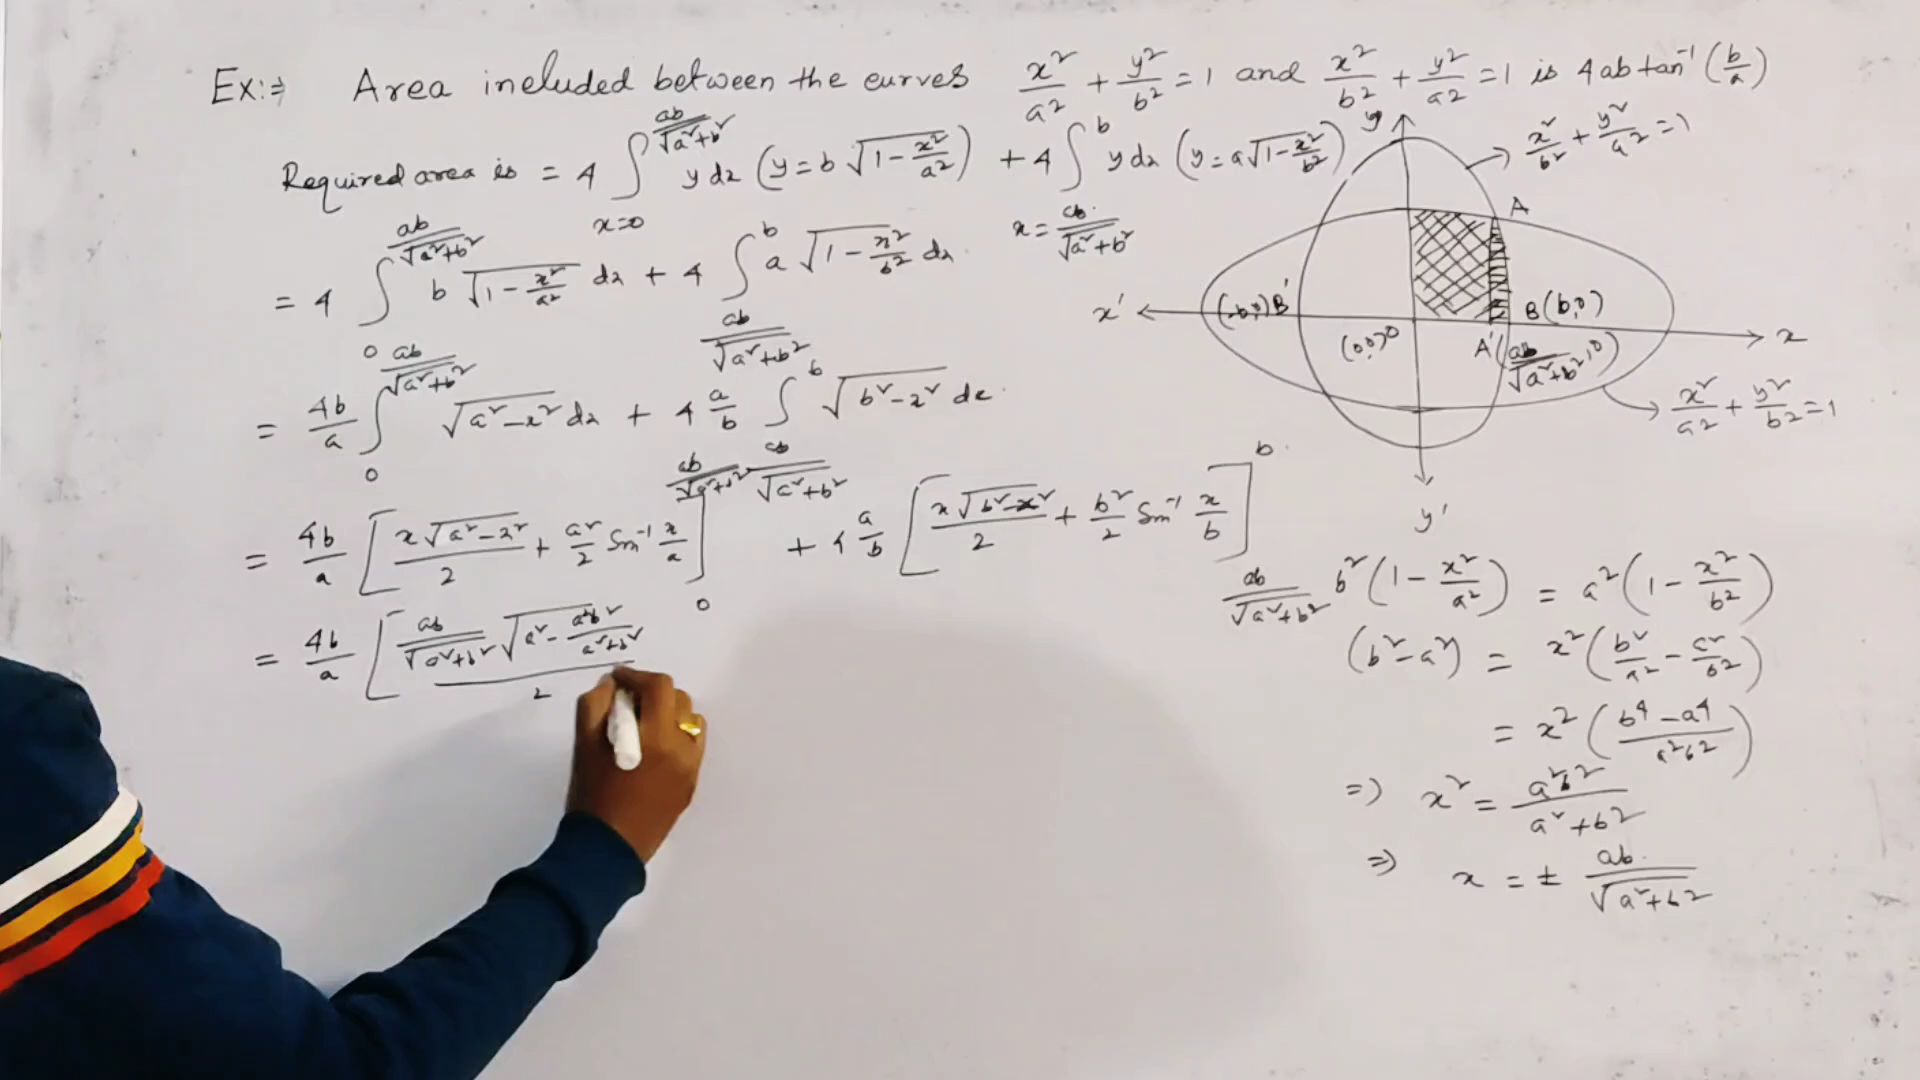 Ex:⇒ Area included between the curves x²/a² + y²/b² = 1 and x²/b² + y²/a² = 1 is 4ab tan⁻¹(b/a)
Required area is = 4 ∫_{x=0}^{ab/√(a²+b²)} y dx (y = b√(1 - x²/a²)) + 4 ∫_{x = ab/√(a²+b²)}^{b} y dx (y = a√(1 - x²/b²))
= 4 ∫_0^{ab/√(a²+b²)} b√(1 - x²/a²) dx + 4 ∫_{ab/√(a²+b²)}^{b} a√(1 - x²/b²) dx.
= 4b/a ∫_0^{ab/√(a²+b²)} √(a² - x²) dx + 4 a/b ∫_{ab/√(a²+b²)}^{b} √(b² - x²) dx.
= 4b/a [x√(a² - x²)/2 + a²/2 Sin⁻¹ x/a]_0^{ab/√(a²+b²)} + 4 a/b [x√(b² - x²)/2 + b²/2 Sin⁻¹ x/b]_{ab/√(a²+b²)}^{b}
= 4b/a [ab/√(a²+b²) √(a² - a²b²/(a²+b²)) / 2
y
x²/b² + y²/a² = 1
A
x'
(-b,0) B'
B (b,0)
x
(0,0) 0
A' (ab/√(a²+b²), 0)
x²/a² + y²/b² = 1
y'
b²(1 - x²/a²) = a²(1 - x²/b²)
(b² - a²) = x²(b²/a² - a²/b²)
= x²((b⁴ - a⁴)/a²b²)
⇒ x² = a²b²/(a² + b²)
⇒ x = ± ab/√(a² + b²)